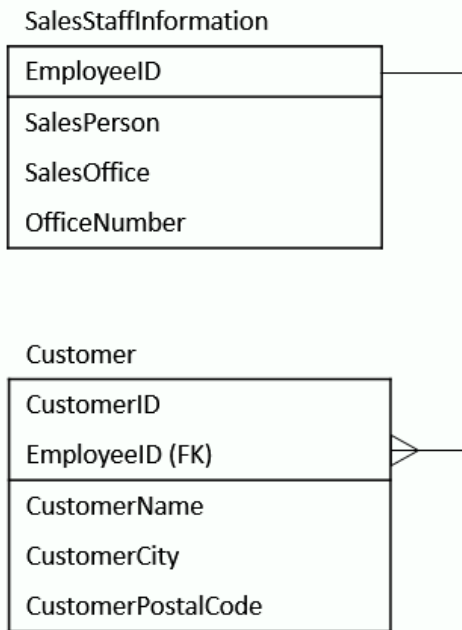 SalesStaffInformation
EmployeeID
SalesPerson
SalesOffice
OfficeNumber
Customer
CustomerID
EmployeeID (FK)
CustomerName
CustomerCity
CustomerPostalCode